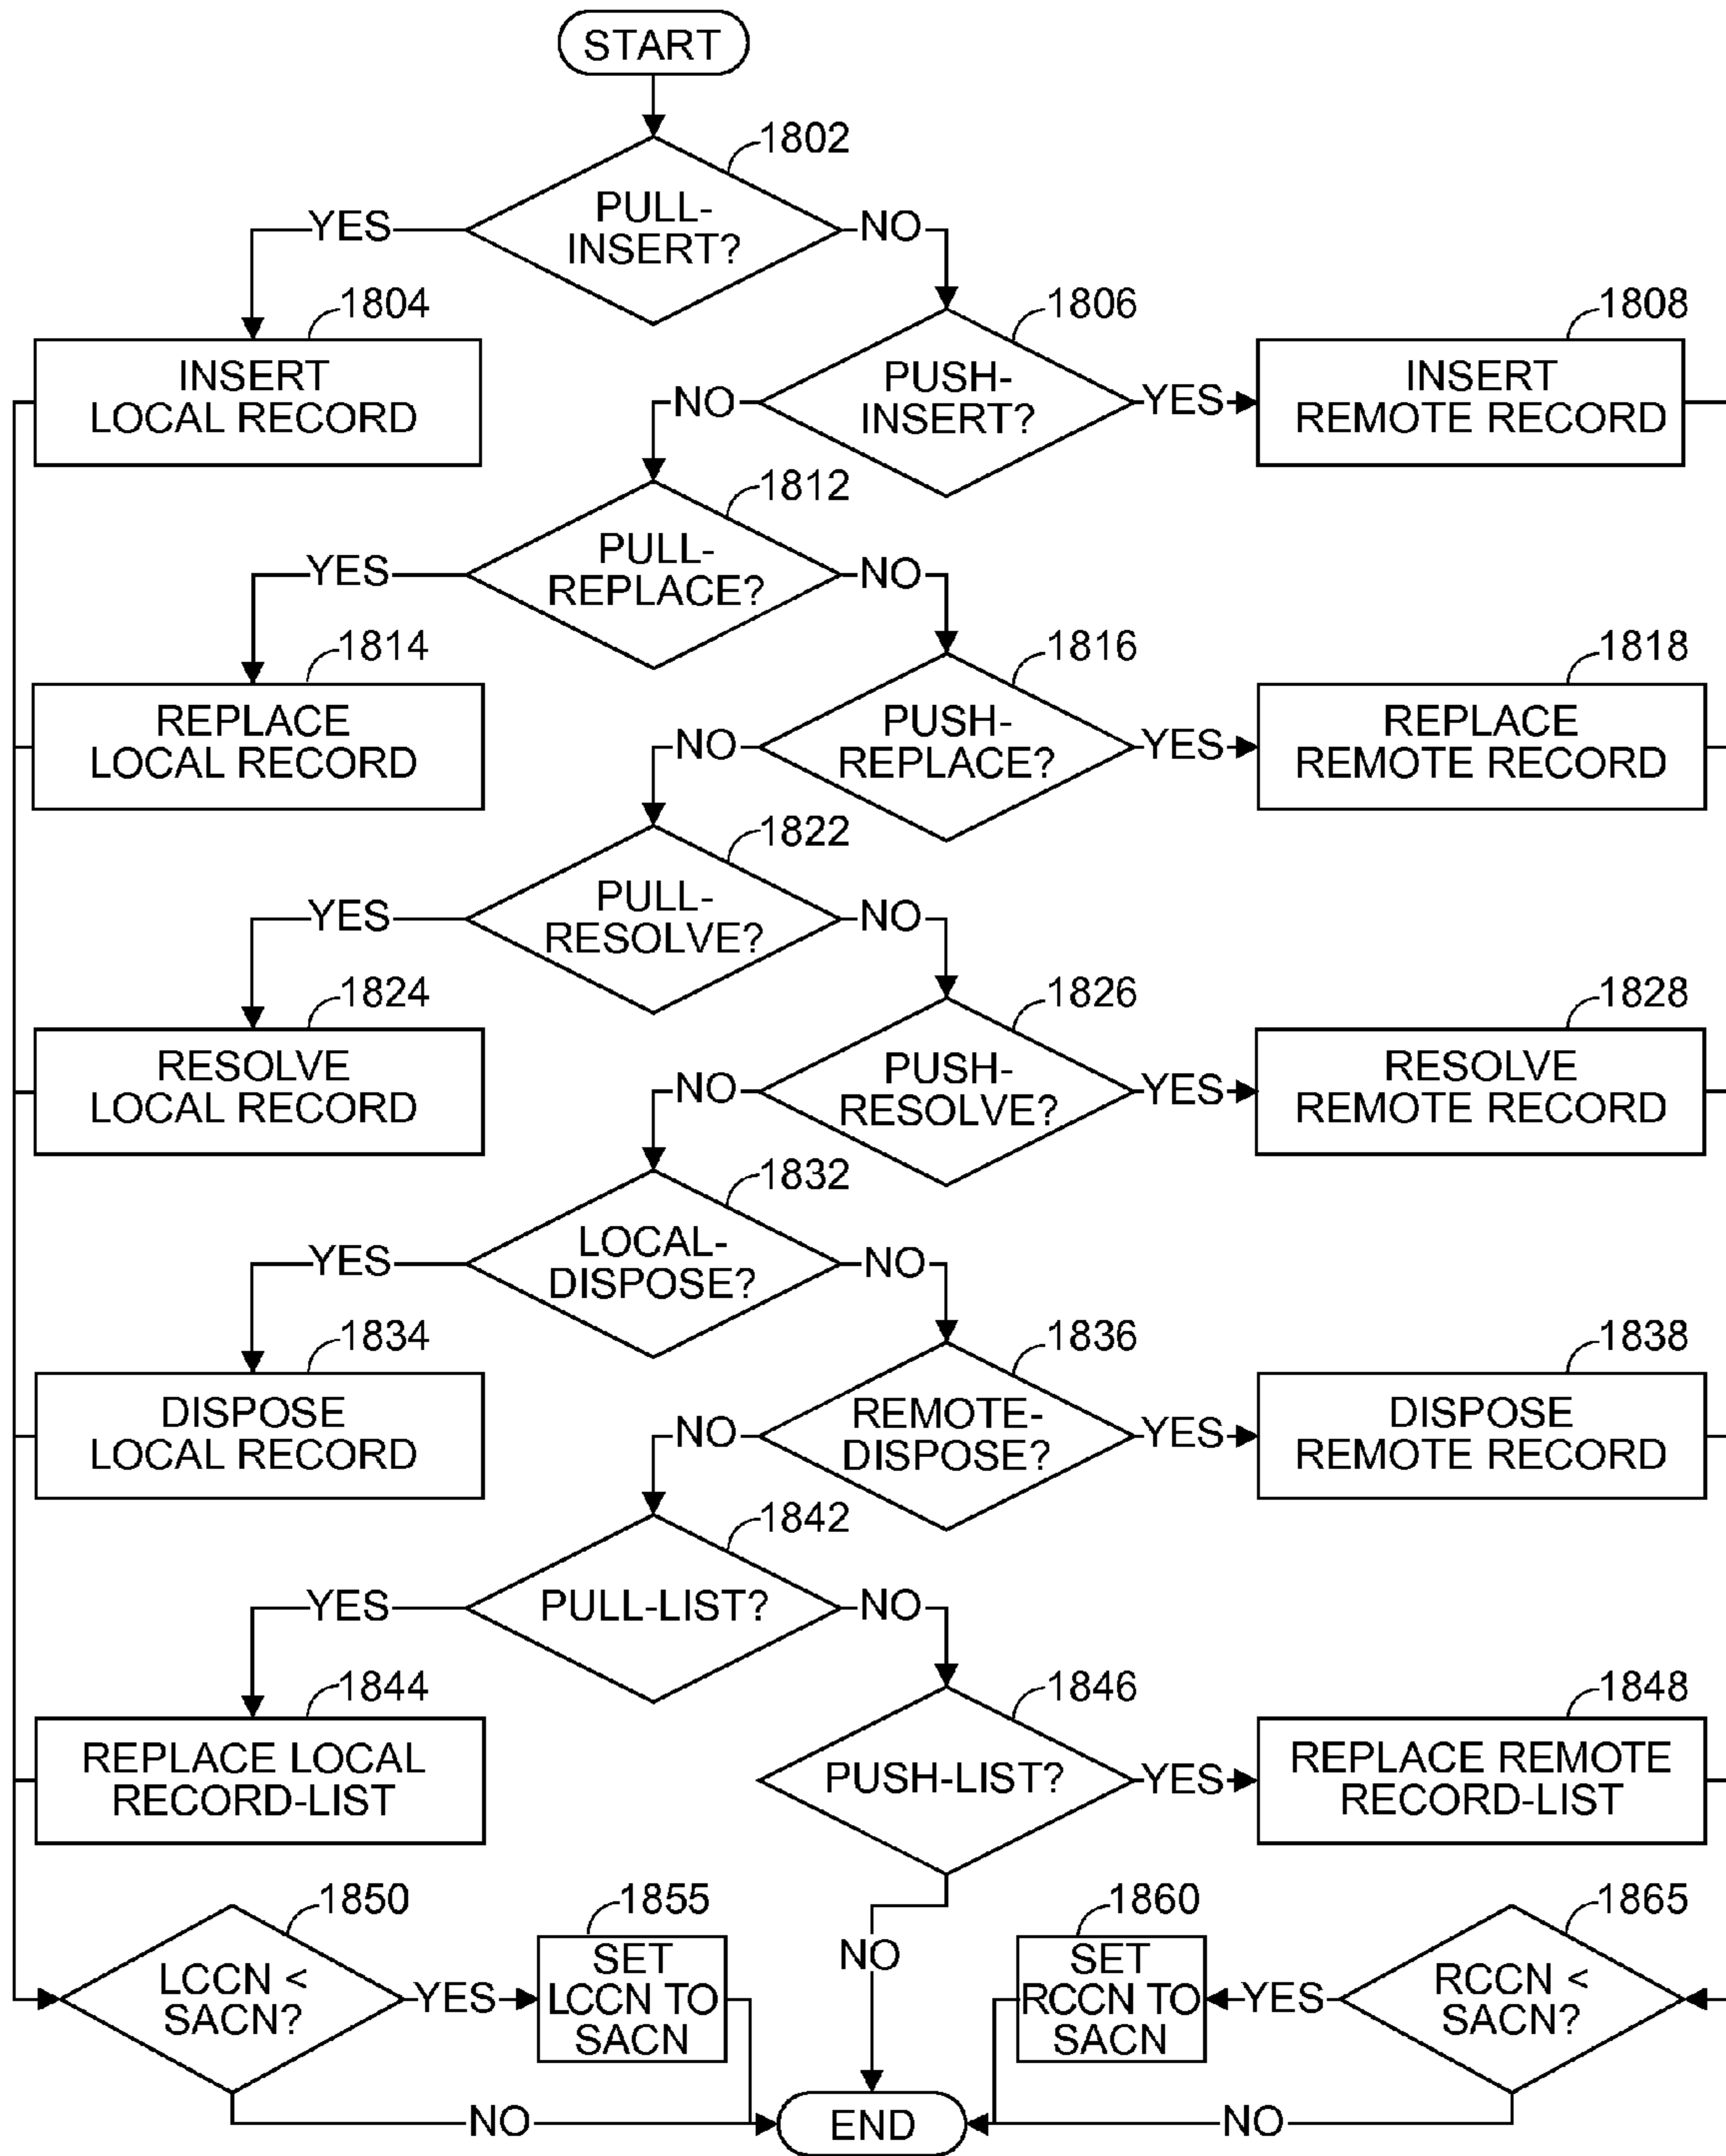 START
1802
PULL-
INSERT?
YES
NO
1804
INSERT
LOCAL RECORD
1806
PUSH-
INSERT?
NO
YES
1808
INSERT
REMOTE RECORD
1812
PULL-
REPLACE?
YES
NO
1814
REPLACE
LOCAL RECORD
1816
PUSH-
REPLACE?
NO
YES
1818
REPLACE
REMOTE RECORD
1822
PULL-
RESOLVE?
YES
NO
1824
RESOLVE
LOCAL RECORD
1826
PUSH-
RESOLVE?
NO
YES
1828
RESOLVE
REMOTE RECORD
1832
LOCAL-
DISPOSE?
YES
NO
1834
DISPOSE
LOCAL RECORD
1836
REMOTE-
DISPOSE?
NO
YES
1838
DISPOSE
REMOTE RECORD
1842
PULL-LIST?
YES
NO
1844
REPLACE LOCAL
RECORD-LIST
1846
PUSH-LIST?
YES
NO
1848
REPLACE REMOTE
RECORD-LIST
1850
LCCN <
SACN?
YES
NO
1855
SET
LCCN TO
SACN
1860
SET
RCCN TO
SACN
1865
RCCN <
SACN?
YES
NO
END